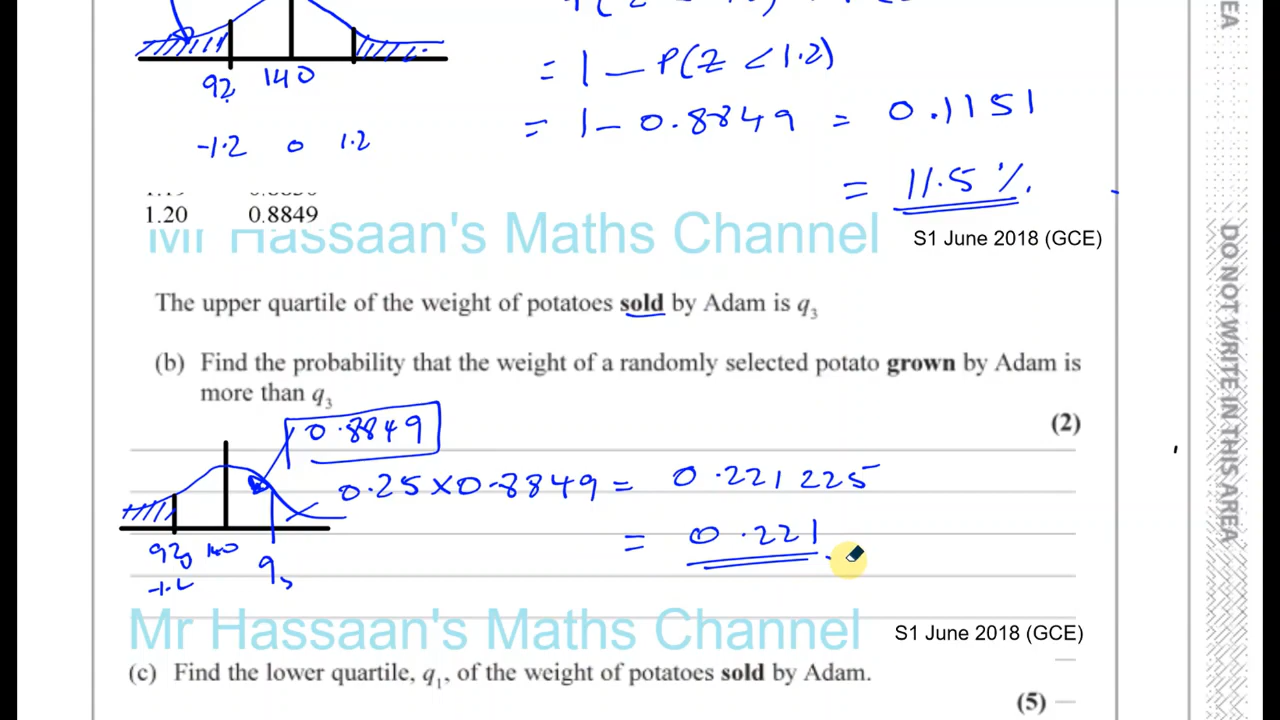 = 1 - P(Z < 1.2)
92 140
= 1 - 0.8849 = 0.1151
-1.2 0 1.2
= 11.5 %.
1.20 0.8849
Mr Hassaan's Maths Channel
S1 June 2018 (GCE)
The upper quartile of the weight of potatoes sold by Adam is q₃
(b) Find the probability that the weight of a randomly selected potato grown by Adam is
more than q₃
(2)
0.8849
0.25 × 0.8849 = 0.221225
= 0.221
92 140 q₃
-1.2
Mr Hassaan's Maths Channel
S1 June 2018 (GCE)
(c) Find the lower quartile, q₁, of the weight of potatoes sold by Adam.
(5)
EA
DO NOT WRITE IN THIS AREA